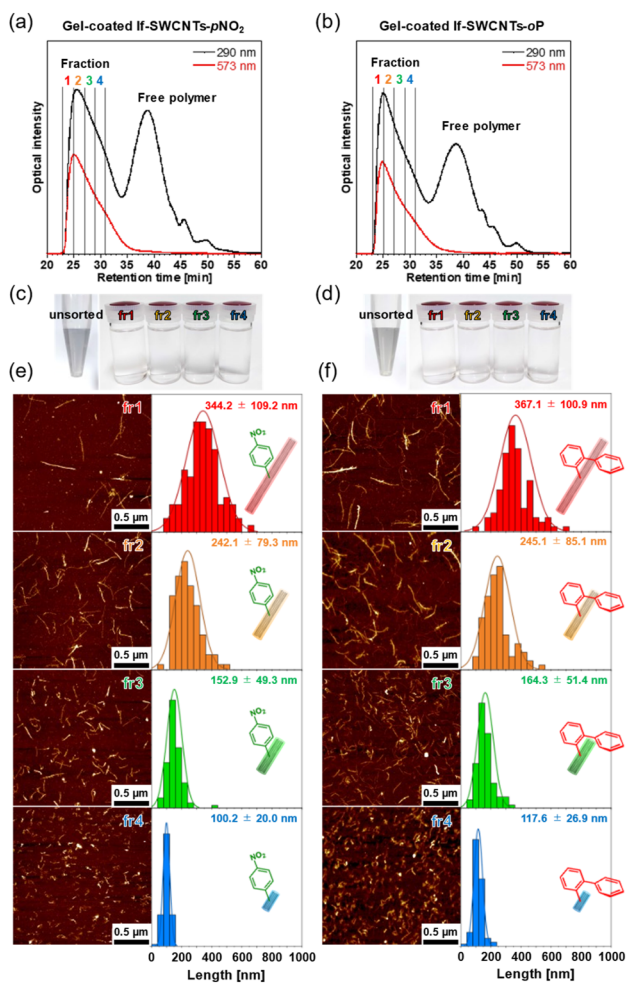 (a)
Gel-coated lf-SWCNTs-pNO2
290 nm
573 nm
Fraction
1 2 3 4
Free polymer
Optical intensity
20 25 30 35 40 45 50 55 60
Retention time [min]
(b)
Gel-coated lf-SWCNTs-oP
290 nm
573 nm
Fraction
1 2 3 4
Free polymer
Optical intensity
20 25 30 35 40 45 50 55 60
Retention time [min]
(c)
unsorted
fr1 fr2 fr3 fr4
(d)
unsorted
fr1 fr2 fr3 fr4
(e)
fr1
0.5 μm
344.2 ± 109.2 nm
NO2
fr2
0.5 μm
242.1 ± 79.3 nm
NO2
fr3
0.5 μm
152.9 ± 49.3 nm
NO2
fr4
0.5 μm
100.2 ± 20.0 nm
NO2
0 200 400 600 800 1000
Length [nm]
(f)
fr1
0.5 μm
367.1 ± 100.9 nm
fr2
0.5 μm
245.1 ± 85.1 nm
fr3
0.5 μm
164.3 ± 51.4 nm
fr4
0.5 μm
117.6 ± 26.9 nm
0 200 400 600 800 1000
Length [nm]